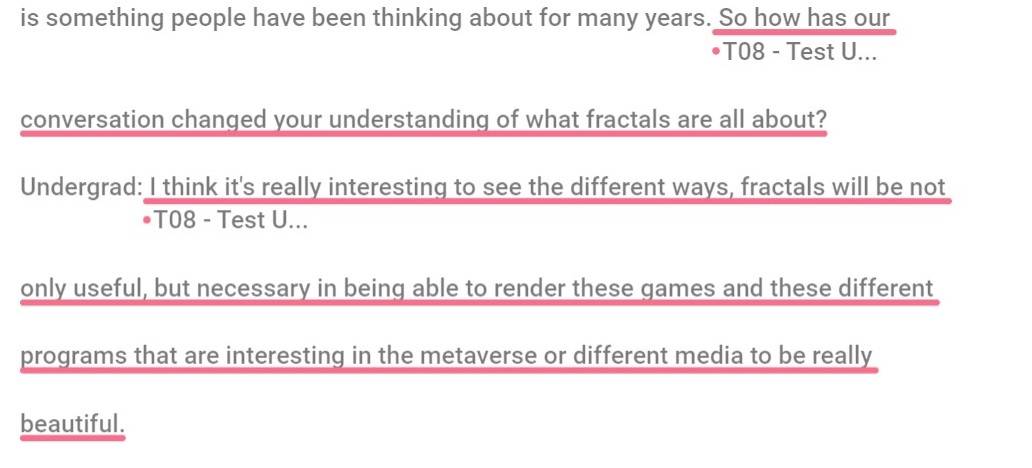 is something people have been thinking about for many years. So how has our
•T08 - Test U...
conversation changed your understanding of what fractals are all about?
Undergrad: I think it's really interesting to see the different ways, fractals will be not
•T08 - Test U...
only useful, but necessary in being able to render these games and these different
programs that are interesting in the metaverse or different media to be really
beautiful.